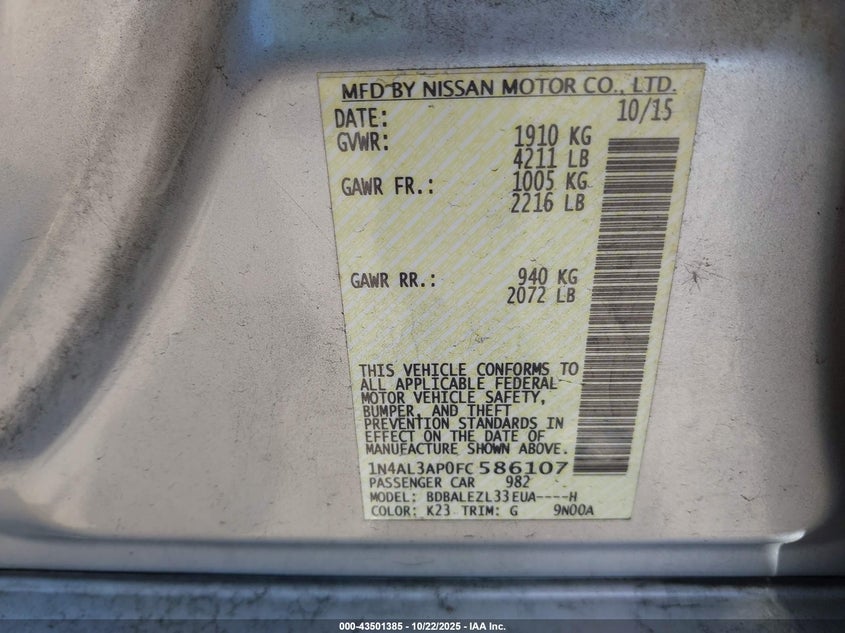 MFD BY NISSAN MOTOR CO., LTD.
DATE: 10/15
GVWR: 1910 KG
4211 LB
GAWR FR.: 1005 KG
2216 LB
GAWR RR.: 940 KG
2072 LB
THIS VEHICLE CONFORMS TO
ALL APPLICABLE FEDERAL
MOTOR VEHICLE SAFETY,
BUMPER, AND THEFT
PREVENTION STANDARDS IN
EFFECT ON THE DATE OF
MANUFACTURE SHOWN ABOVE.
1N4AL3AP0FC586107
PASSENGER CAR 982
MODEL: BDBALEZL33EUA----H
COLOR: K23 TRIM: G 9N00A
000-43501385 - 10/22/2025 - IAA Inc.